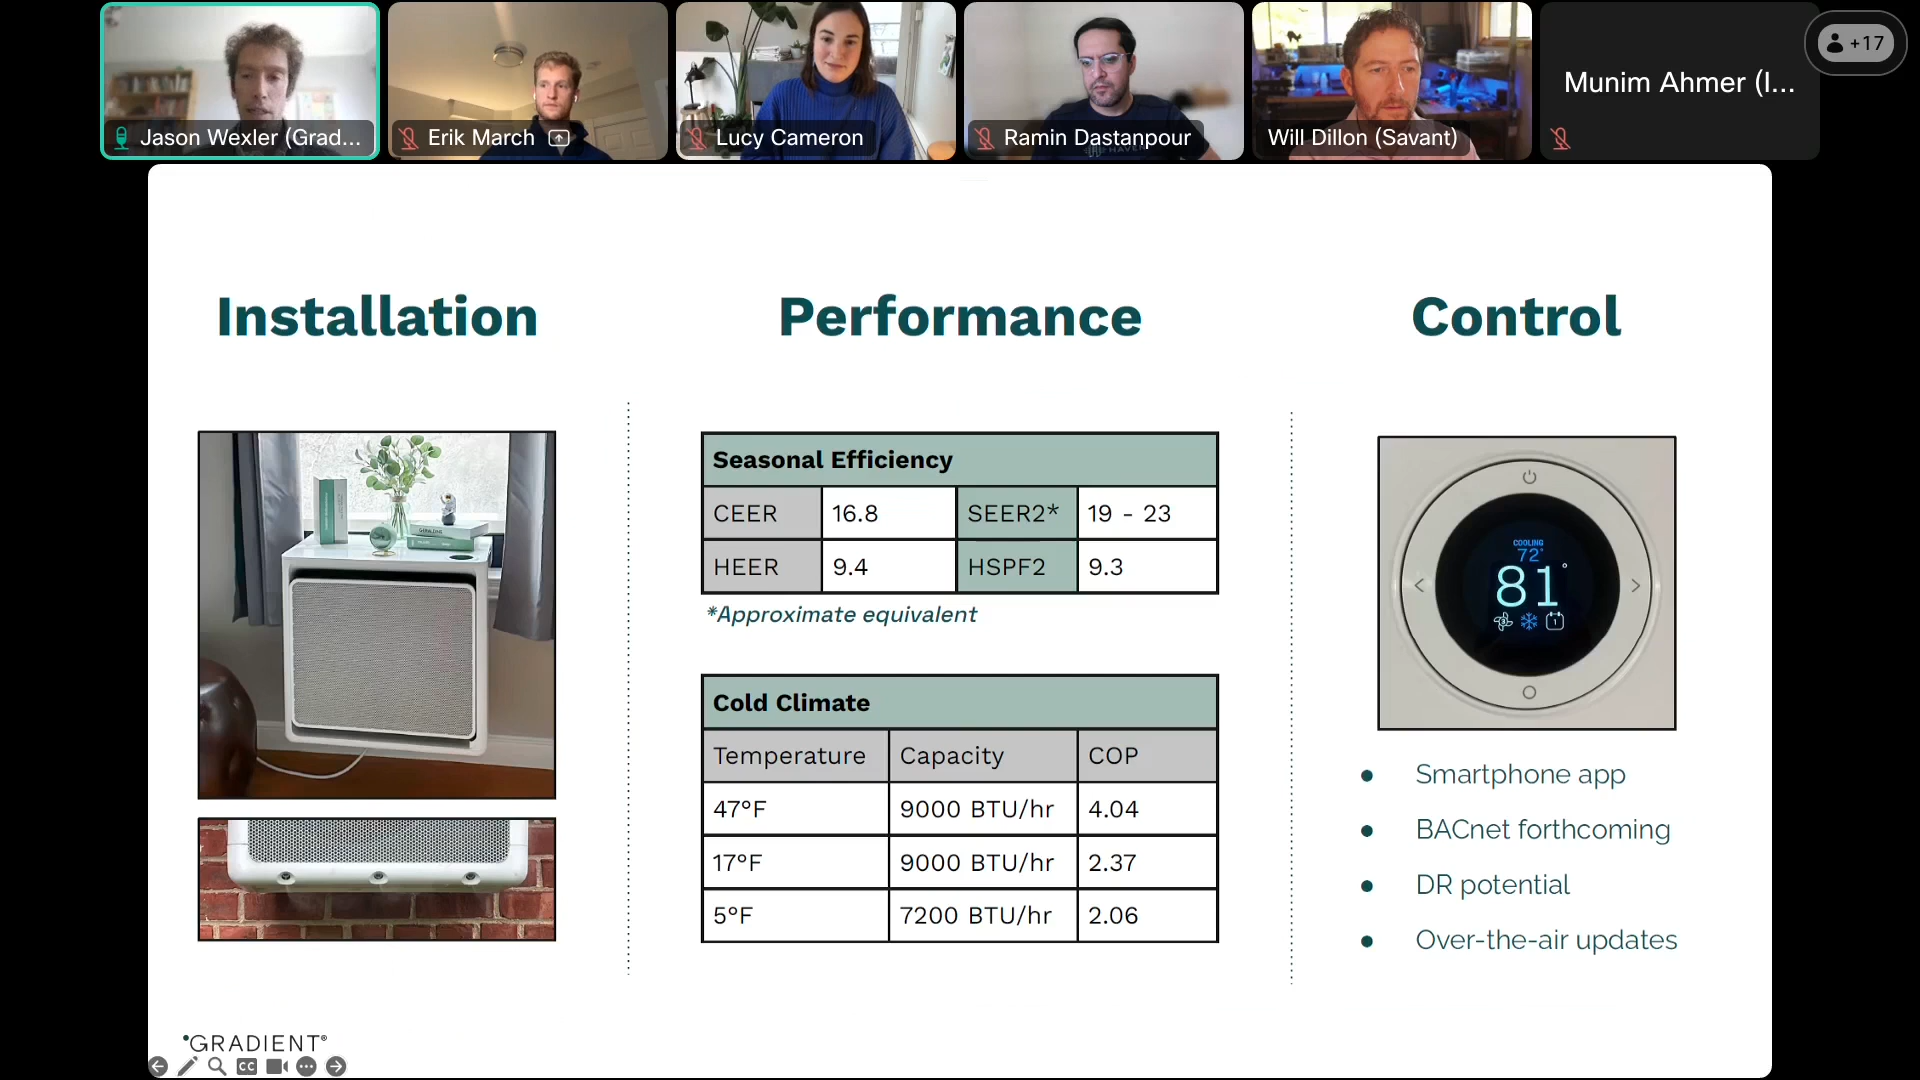 Jason Wexler (Grad...
Erik March
Lucy Cameron
Ramin Dastanpour
Will Dillon (Savant)
Munim Ahmer (I...
+17
Installation
Performance
Control
Seasonal Efficiency
CEER 16.8 SEER2* 19 - 23
HEER 9.4 HSPF2 9.3
*Approximate equivalent
Cold Climate
Temperature Capacity COP
47°F 9000 BTU/hr 4.04
17°F 9000 BTU/hr 2.37
5°F 7200 BTU/hr 2.06
COOLING
72°
81°
• Smartphone app
• BACnet forthcoming
• DR potential
• Over-the-air updates
°GRADIENT®
CC